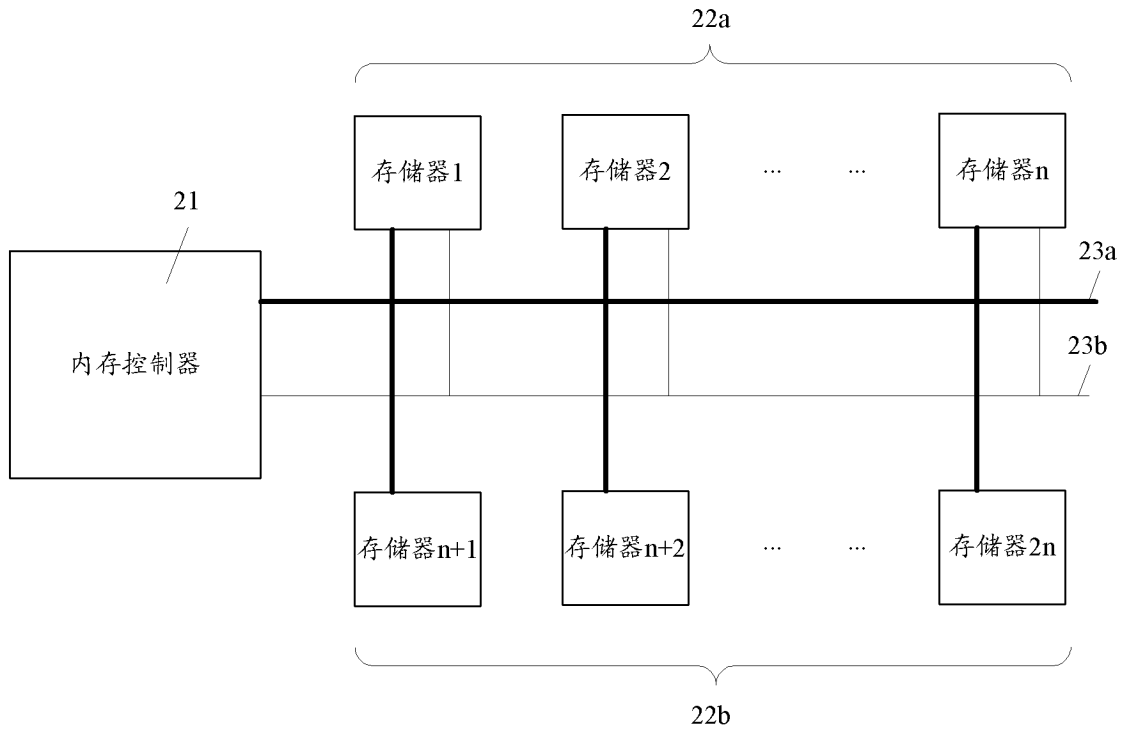 22a
存储器1
存储器2
... ...
存储器n
21
23a
23b
内存控制器
存储器n+1
存储器n+2
... ...
存储器2n
22b